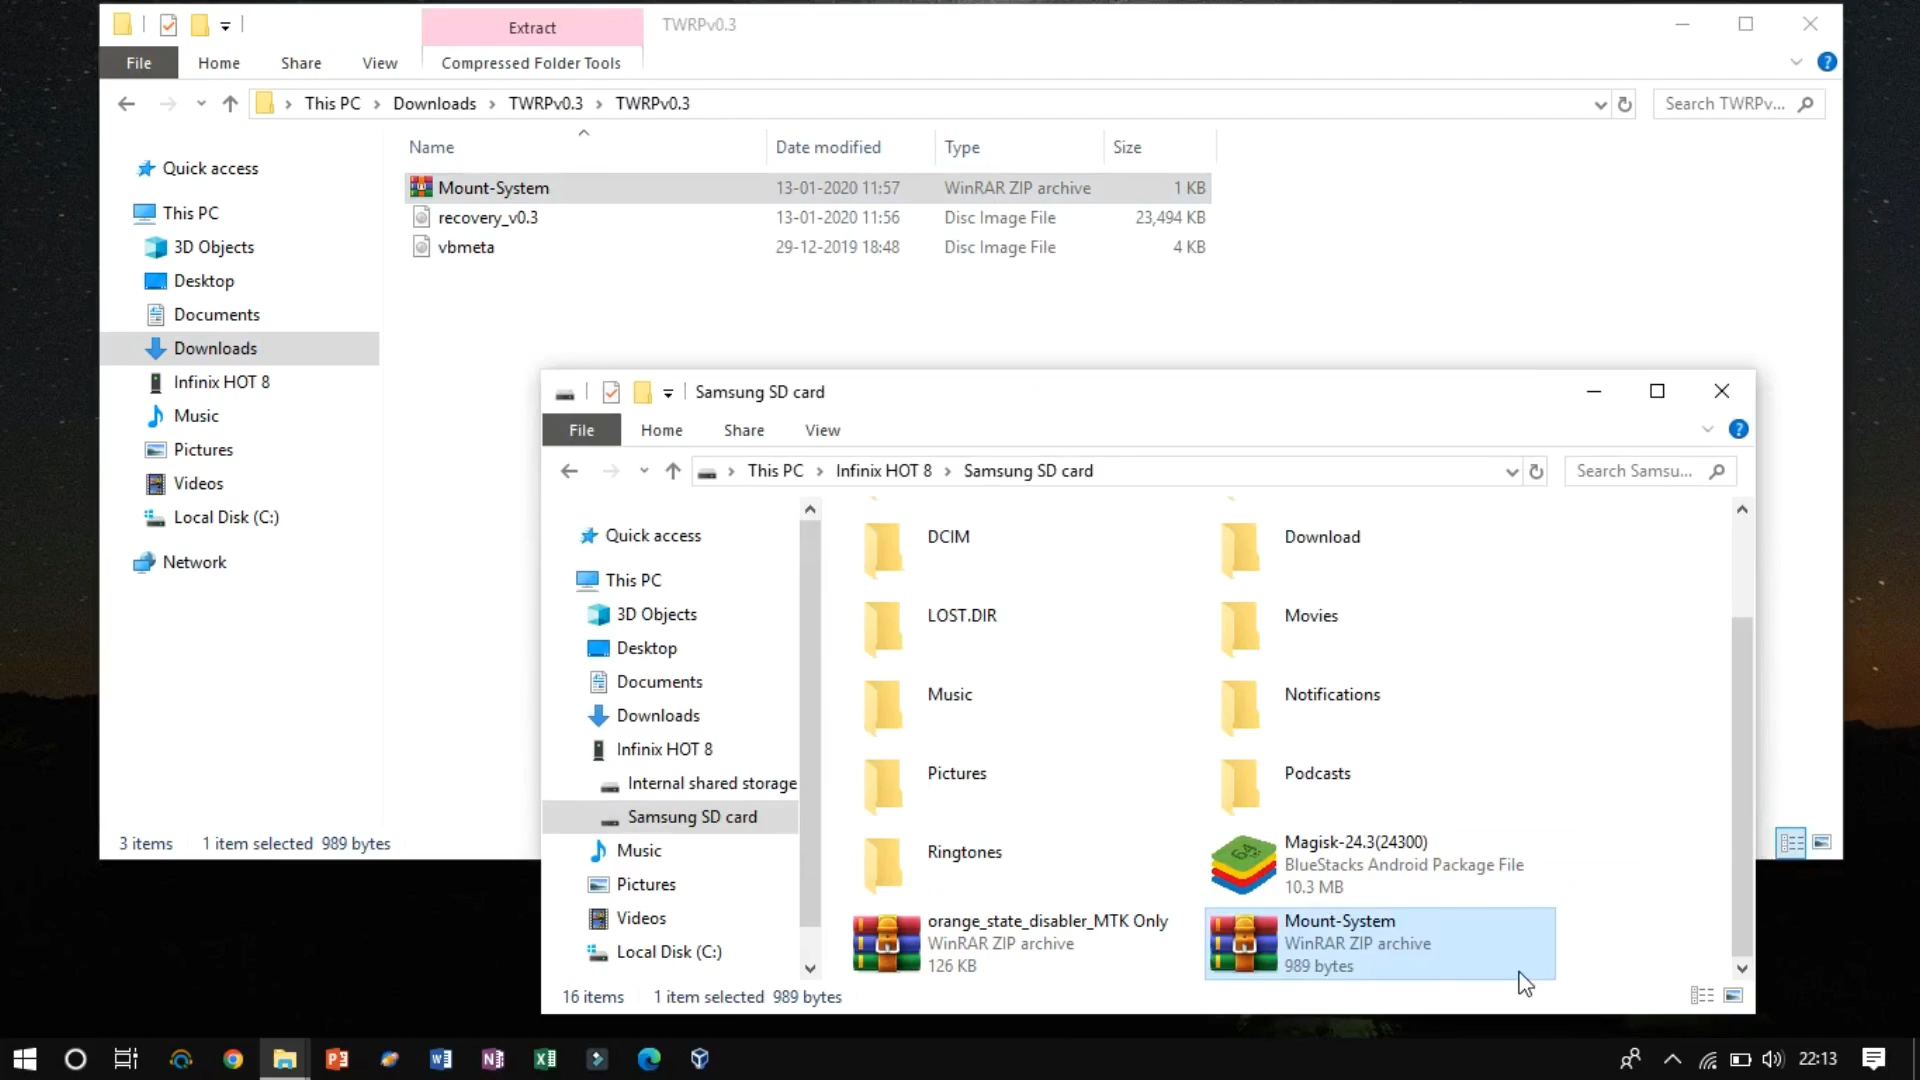 Extract
TWRPv0.3
File
Home
Share
View
Compressed Folder Tools
This PC
Downloads
TWRPv0.3
TWRPv0.3
Search TWRPv...
Name
Date modified
Type
Size
Mount-System
13-01-2020 11:57
WinRAR ZIP archive
1 KB
recovery_v0.3
13-01-2020 11:56
Disc Image File
23,494 KB
vbmeta
29-12-2019 18:48
Disc Image File
4 KB
Quick access
This PC
3D Objects
Desktop
Documents
Downloads
Infinix HOT 8
Music
Pictures
Videos
Local Disk (C:)
Network
3 items
1 item selected 989 bytes
Samsung SD card
File
Home
Share
View
This PC
Infinix HOT 8
Samsung SD card
Search Samsu...
Quick access
This PC
3D Objects
Desktop
Documents
Downloads
Infinix HOT 8
Internal shared storage
Samsung SD card
Music
Pictures
Videos
Local Disk (C:)
DCIM
Download
LOST.DIR
Movies
Music
Notifications
Pictures
Podcasts
Ringtones
Magisk-24.3(24300)
BlueStacks Android Package File
10.3 MB
orange_state_disabler_MTK Only
WinRAR ZIP archive
126 KB
Mount-System
WinRAR ZIP archive
989 bytes
16 items
1 item selected 989 bytes
22:13